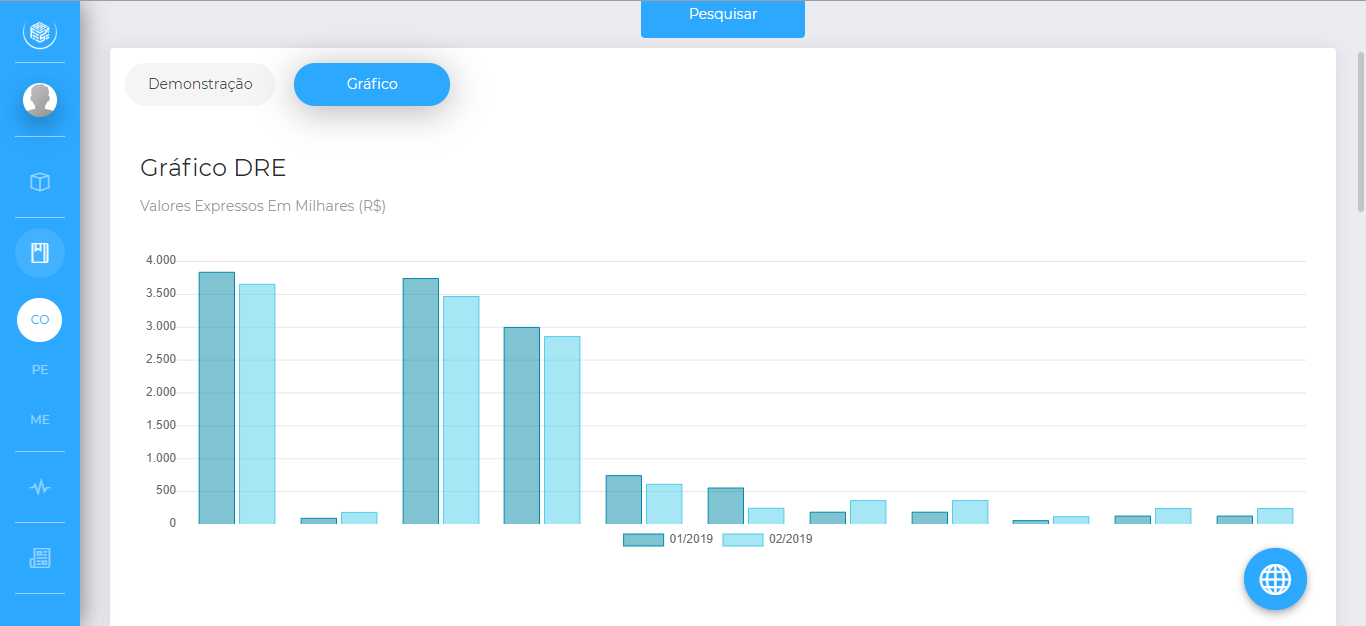 Pesquisar
Demonstração
Gráfico
Gráfico DRE
Valores Expressos Em Milhares (R$)
4.000
3.500
3.000
2.500
2.000
1.500
1.000
500
0
01/2019
02/2019
CO
PE
ME